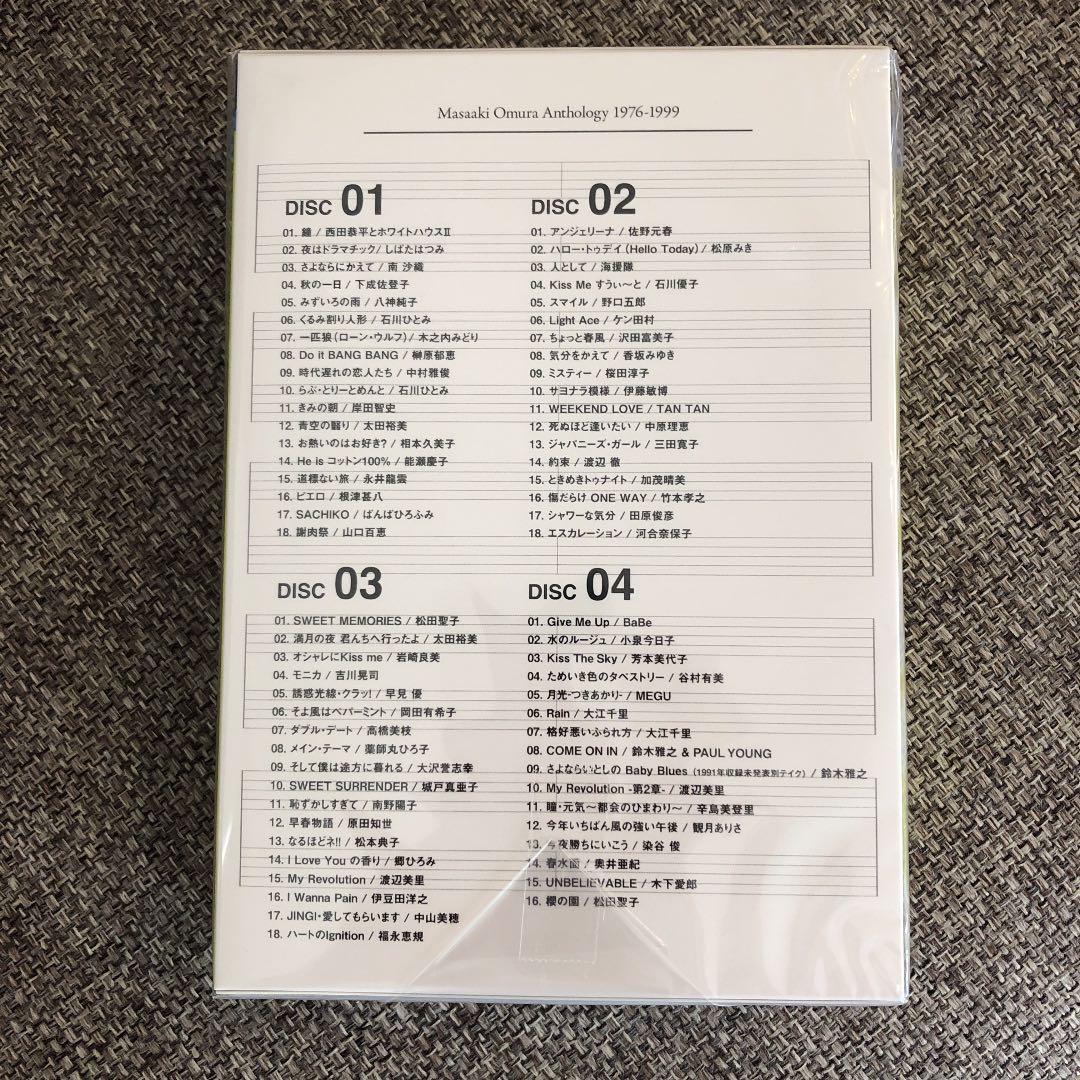 Masaaki Omura Anthology 1976-1999
DISC 01
01. 鐘 / 西田恭平とホワイトハウスⅡ
02. 夜はドラマチック/ しばたはつみ
03. さよならにかえて / 南 沙織
04. 秋の一日 / 下成佐登子
05. みずいろの雨 / 八神純子
06. くるみ割り人形 / 石川ひとみ
07. 一匹狼(ローン・ウルフ) / 木之内みどり
08. Do it BANG BANG / 榊原郁恵
09. 時代遅れの恋人たち / 中村雅俊
10. らぶ・とりーとめんと / 石川ひとみ
11. きみの朝 / 岸田智史
12. 青空の翳り / 太田裕美
13. お熱いのはお好き? / 相本久美子
14. He is コットン100% / 能瀬慶子
15. 道標ない旅 / 永井龍雲
16. ピエロ / 根津甚八
17. SACHIKO / ばんばひろふみ
18. 謝肉祭 / 山口百恵
DISC 02
01. アンジェリーナ / 佐野元春
02. ハロー・トゥデイ (Hello Today) / 松原みき
03. 人として / 海援隊
04. Kiss Me すうぃ〜と / 石川優子
05. スマイル / 野口五郎
06. Light Ace / ケン田村
07. ちょっと春風 / 沢田富美子
08. 気分をかえて / 香坂みゆき
09. ミスティー / 桜田淳子
10. サヨナラ模様 / 伊藤敏博
11. WEEKEND LOVE / TAN TAN
12. 死ぬほど逢いたい / 中原理恵
13. ジャパニーズ・ガール / 三田寛子
14. 約束 / 渡辺 徹
15. ときめきトゥナイト / 加茂晴美
16. 傷だらけ ONE WAY / 竹本孝之
17. シャワーな気分 / 田原俊彦
18. エスカレーション / 河合奈保子
DISC 03
01. SWEET MEMORIES / 松田聖子
02. 満月の夜 君んちへ行ったよ / 太田裕美
03. オシャレにKiss me / 岩崎良美
04. モニカ / 吉川晃司
05. 誘惑光線・クラッ! / 早見 優
06. そよ風はペパーミント / 岡田有希子
07. ダブル・デート / 高橋美枝
08. メイン・テーマ / 薬師丸ひろ子
09. そして僕は途方に暮れる / 大沢誉志幸
10. SWEET SURRENDER / 城戸真亜子
11. 恥ずかしすぎて / 南野陽子
12. 早春物語 / 原田知世
13. なるほどネ!! / 松本典子
14. I Love You の香り / 郷ひろみ
15. My Revolution / 渡辺美里
16. I Wanna Pain / 伊豆田洋之
17. JINGI・愛してもらいます / 中山美穂
18. ハートのIgnition / 福永恵規
DISC 04
01. Give Me Up / BaBe
02. 水のルージュ / 小泉今日子
03. Kiss The Sky / 芳本美代子
04. ためいき色のタペストリー / 谷村有美
05. 月光-つきあかり- / MEGU
06. Rain / 大江千里
07. 格好悪いふられ方 / 大江千里
08. COME ON IN / 鈴木雅之 & PAUL YOUNG
09. さよならいとしの Baby Blues (1991年収録未発表別テイク) / 鈴木雅之
10. My Revolution -第2章- / 渡辺美里
11. 瞳・元気〜都会のひまわり〜 / 辛島美登里
12. 今年いちばん風の強い午後 / 観月ありさ
13. 今夜勝ちにいこう / 染谷 俊
14. 春水面 / 奥井亜紀
15. UNBELIEVABLE / 木下愛郎
16. 櫻の園 / 松田聖子